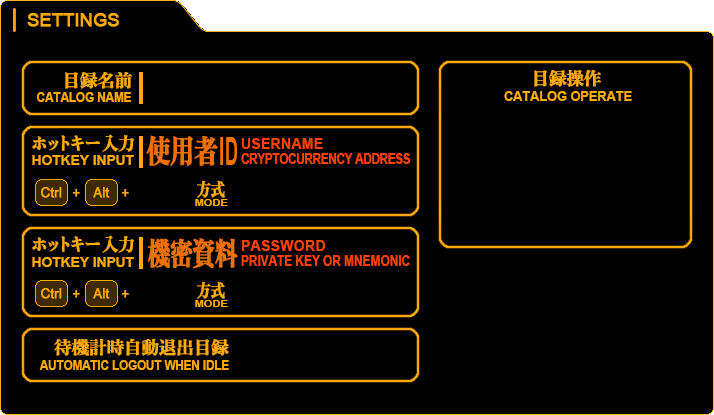 SETTINGS
目録名前
CATALOG NAME
ホットキー入力
HOTKEY INPUT
使用者ID
USERNAME
CRYPTOCURRENCY ADDRESS
Ctrl + Alt +
方式
MODE
ホットキー入力
HOTKEY INPUT
機密資料
PASSWORD
PRIVATE KEY OR MNEMONIC
Ctrl + Alt +
方式
MODE
待機計時自動退出目録
AUTOMATIC LOGOUT WHEN IDLE
目録操作
CATALOG OPERATE